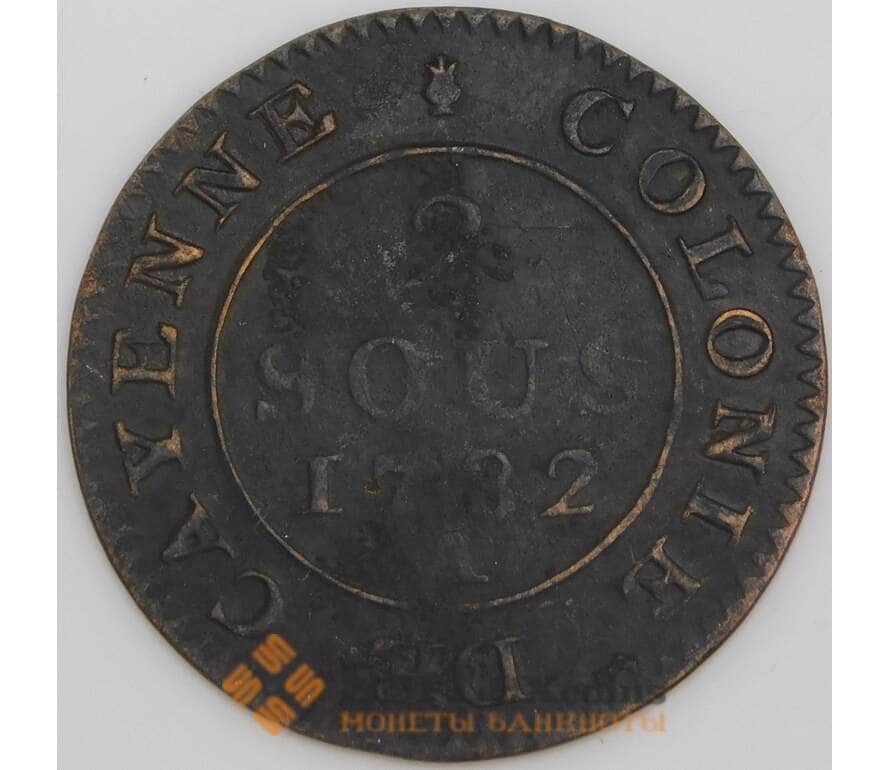 COLONIE DE CAYENNE
2
SOUS
1782
A
МОНЕТЫ БАНКНОТЫ